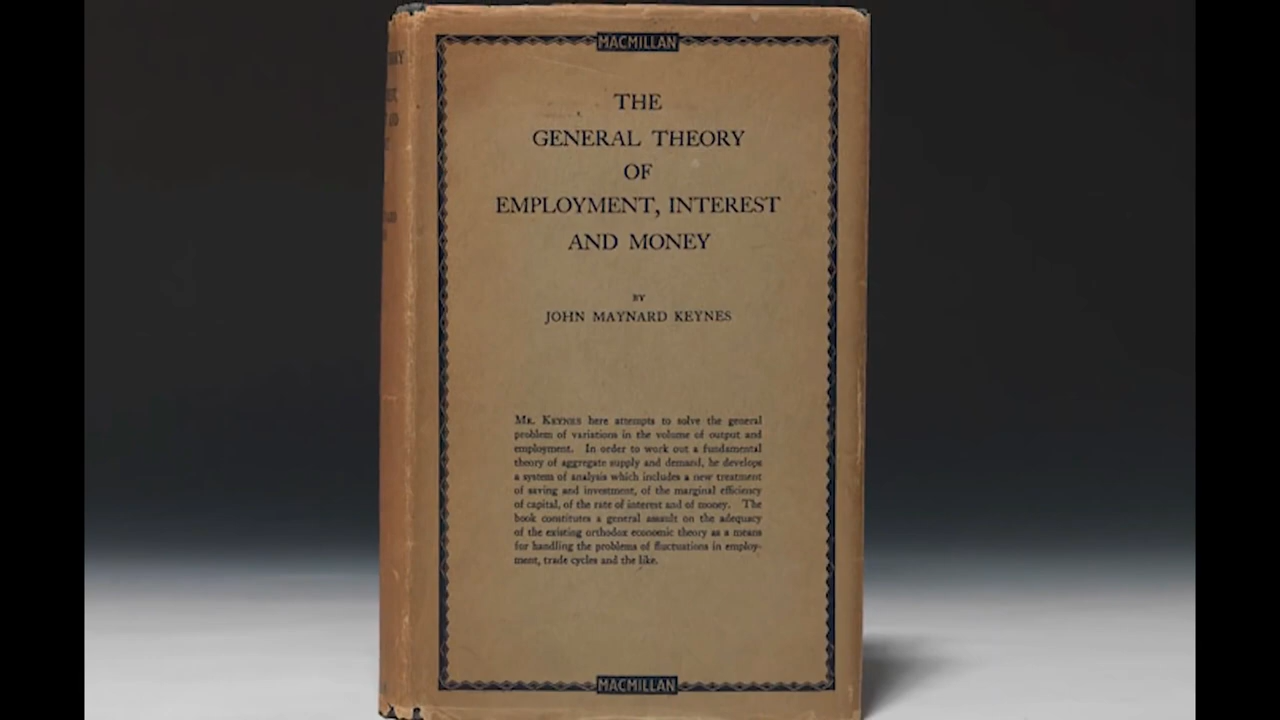 MACMILLAN
THE
GENERAL THEORY
OF
EMPLOYMENT, INTEREST
AND MONEY
BY
JOHN MAYNARD KEYNES
MR. KEYNES here attempts to solve the general
problem of variations in the volume of output and
employment. In order to work out a fundamental
theory of aggregate supply and demand, he develops
a system of analysis which includes a new treatment
of saving and investment, of the marginal efficiency
of capital, of the rate of interest and of money. The
book constitutes a general assault on the adequacy
of the existing orthodox economic theory as a means
for handling the problems of fluctuations in employ-
ment, trade cycles and the like.
MACMILLAN